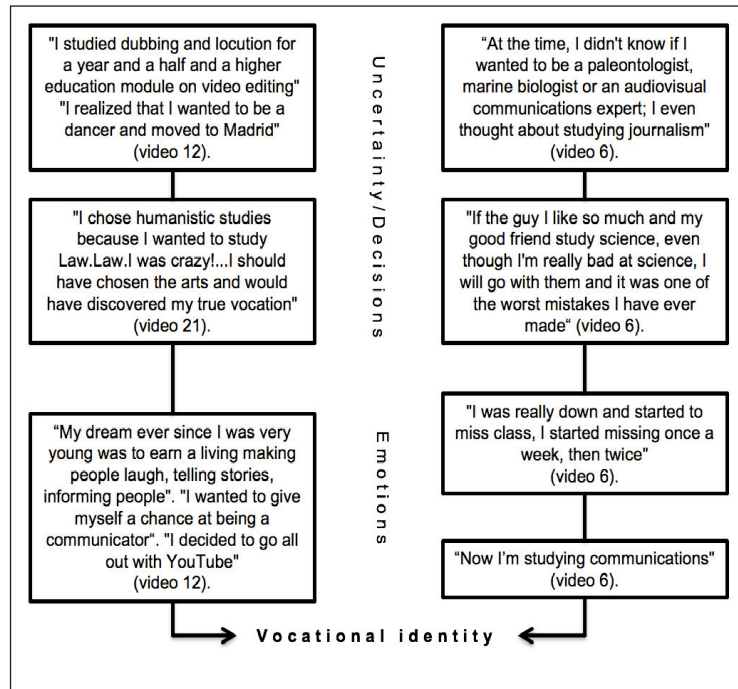 "I studied dubbing and locution for
a year and a half and a higher
education module on video editing"
"I realized that I wanted to be a
dancer and moved to Madrid"
(video 12).
"I chose humanistic studies
because I wanted to study
Law.Law.I was crazy!...I should
have chosen the arts and would
have discovered my true vocation"
(video 21).
“My dream ever since I was very
young was to earn a living making
people laugh, telling stories,
informing people". "I wanted to give
myself a chance at being a
communicator“. "I decided to go all
out with YouTube"
(video 12).
Uncertainty/Decisions
Emotions
“At the time, I didn't know if I
wanted to be a paleontologist,
marine biologist or an audiovisual
communications expert; I even
thought about studying journalism"
(video 6).
"If the guy I like so much and my
good friend study science, even
though I'm really bad at science, I
will go with them and it was one of
the worst mistakes I have ever
made“ (video 6).
"I was really down and started to
miss class, I started missing once a
week, then twice"
(video 6).
“Now I’m studying communications"
(video 6).
Vocational identity